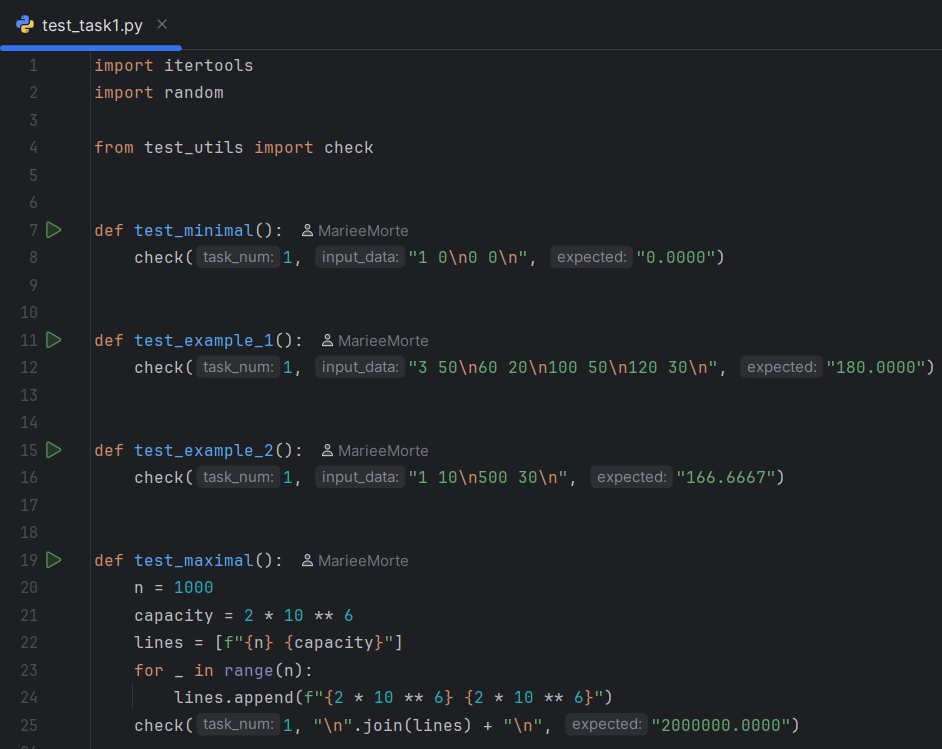 test_task1.py
1 import itertools
2 import random
3
4 from test_utils import check
5
6
7 def test_minimal(): MarieeMorte
8     check( task_num: 1, input_data: "1 0\n0 0\n", expected: "0.0000")
9
10
11 def test_example_1(): MarieeMorte
12     check( task_num: 1, input_data: "3 50\n60 20\n100 50\n120 30\n", expected: "180.0000")
13
14
15 def test_example_2(): MarieeMorte
16     check( task_num: 1, input_data: "1 10\n500 30\n", expected: "166.6667")
17
18
19 def test_maximal(): MarieeMorte
20     n = 1000
21     capacity = 2 * 10 ** 6
22     lines = [f"{n} {capacity}"]
23     for _ in range(n):
24         lines.append(f"{2 * 10 ** 6} {2 * 10 ** 6}")
25     check( task_num: 1, "\n".join(lines) + "\n", expected: "2000000.0000")